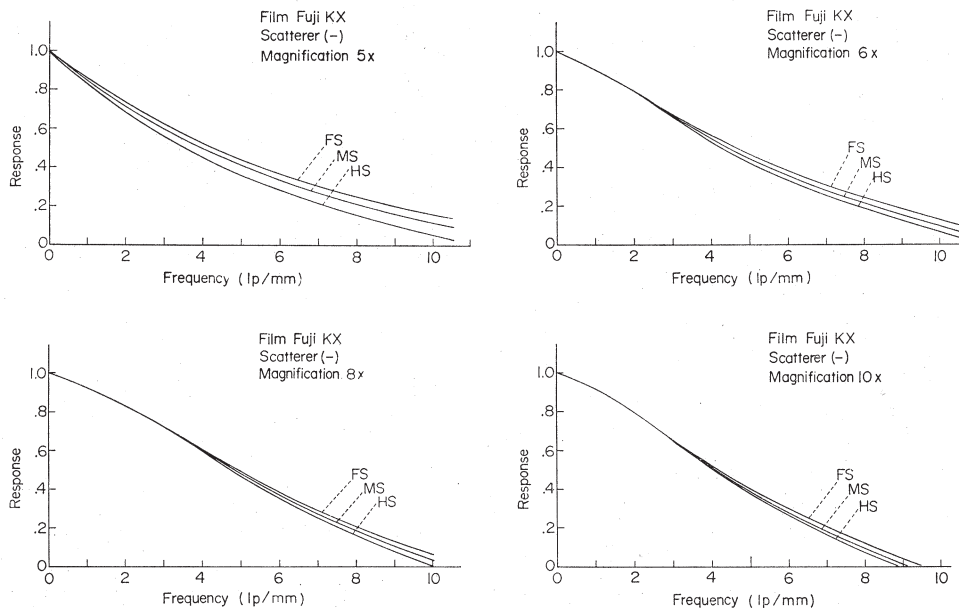 Film Fuji KX
Scatterer (-)
Magnification 5x
1.0
.8
.6
.4
.2
0
Response
FS
MS
HS
0 2 4 6 8 10
Frequency (lp/mm)
Film Fuji KX
Scatterer (-)
Magnification 6x
1.0
.8
.6
.4
.2
0
Response
FS
MS
HS
0 2 4 6 8 10
Frequency (lp/mm)
Film Fuji KX
Scatterer (-)
Magnification 8x
1.0
.8
.6
.4
.2
0
Response
FS
MS
HS
0 2 4 6 8 10
Frequency (lp/mm)
Film Fuji KX
Scatterer (-)
Magnification 10x
1.0
.8
.6
.4
.2
0
Response
FS
MS
HS
0 2 4 6 8 10
Frequency (lp/mm)